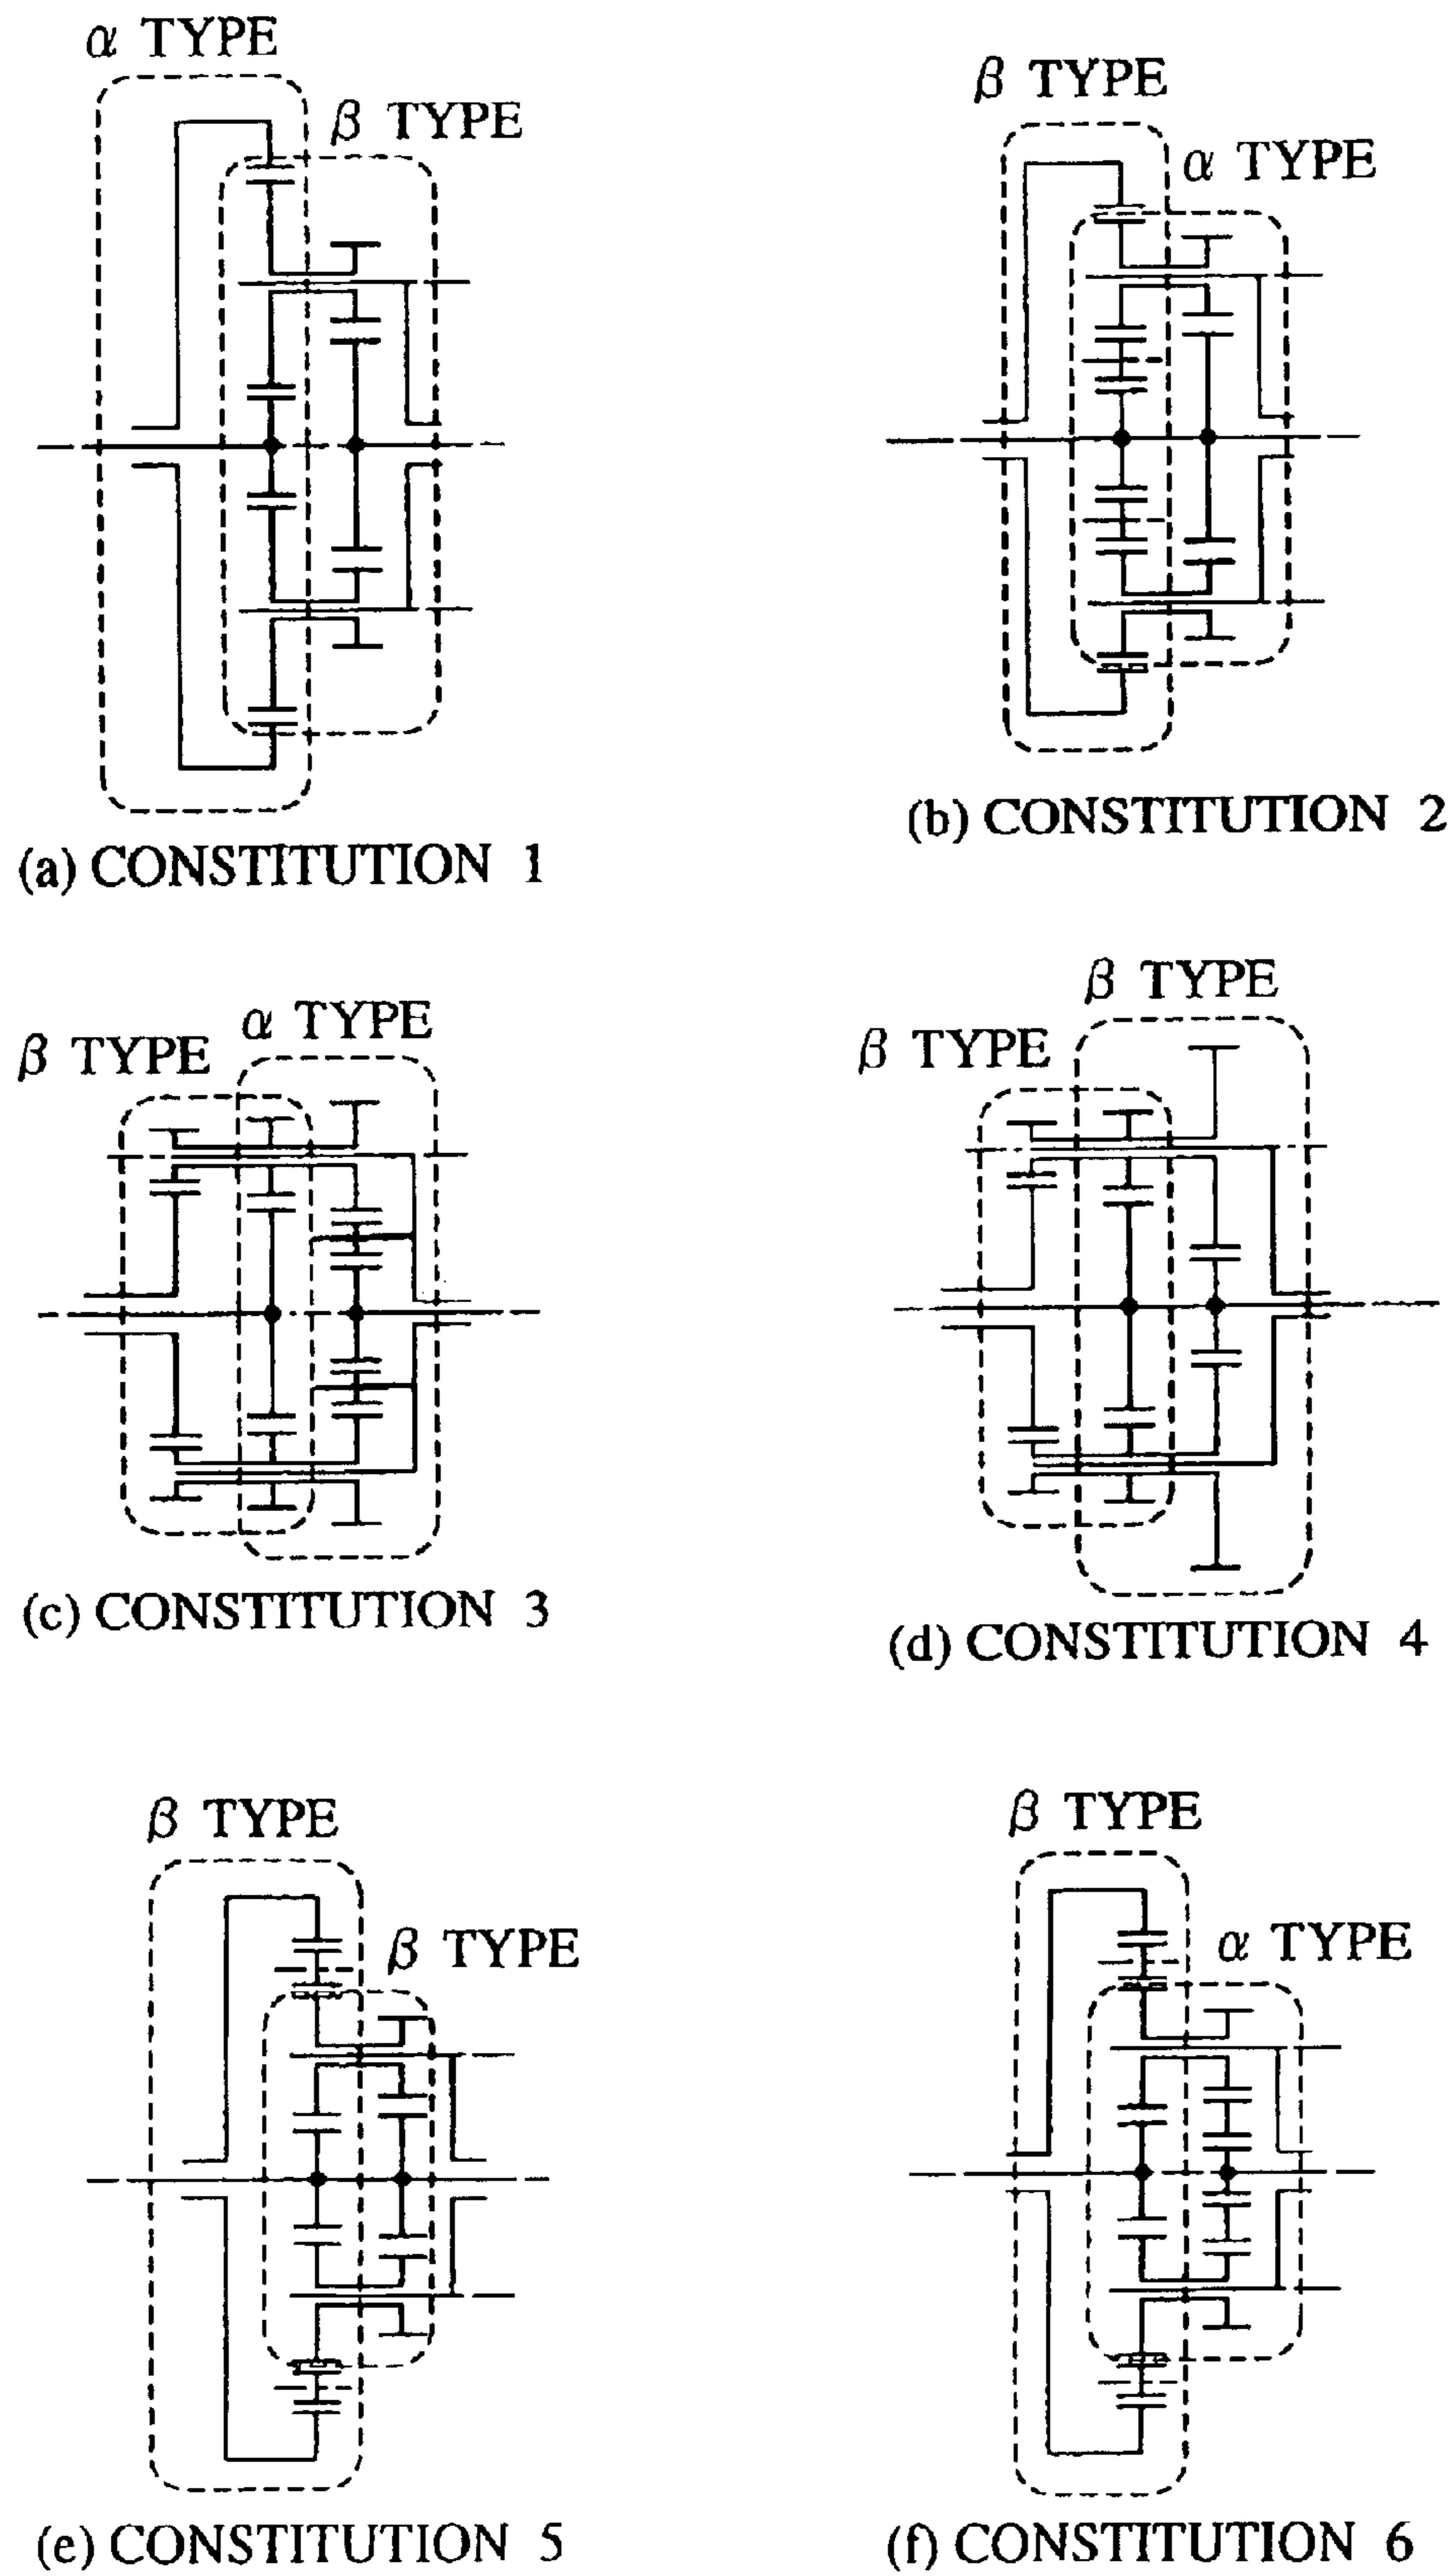 α TYPE
β TYPE
β TYPE
α TYPE
(a) CONSTITUTION 1
(b) CONSTITUTION 2
β TYPE
α TYPE
β TYPE
β TYPE
(c) CONSTITUTION 3
(d) CONSTITUTION 4
β TYPE
β TYPE
β TYPE
α TYPE
(e) CONSTITUTION 5
(f) CONSTITUTION 6